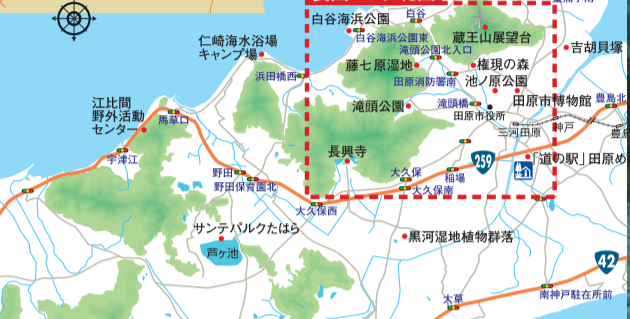 白谷海浜公園
白谷
白谷海浜公園東
蔵王山展望台
仁崎海水浴場
キャンプ場
滝頭公園北入口
吉胡貝塚
藤七原湿地
権現の森
浜田橋西
田原消防署南
池ノ原公園
江比間
野外活動
センター
馬草口
滝頭公園
滝頭橋
田原市博物館
豊島北
田原市役所
三河田原
神戸
宇津江
長興寺
259
「道の駅」田原め
野田
野田保育園北
大久保
稲場
大久保南
大久保西
サンテパルクたはら
芦ヶ池
黒河湿地植物群落
42
大草
南神戸駐在所前